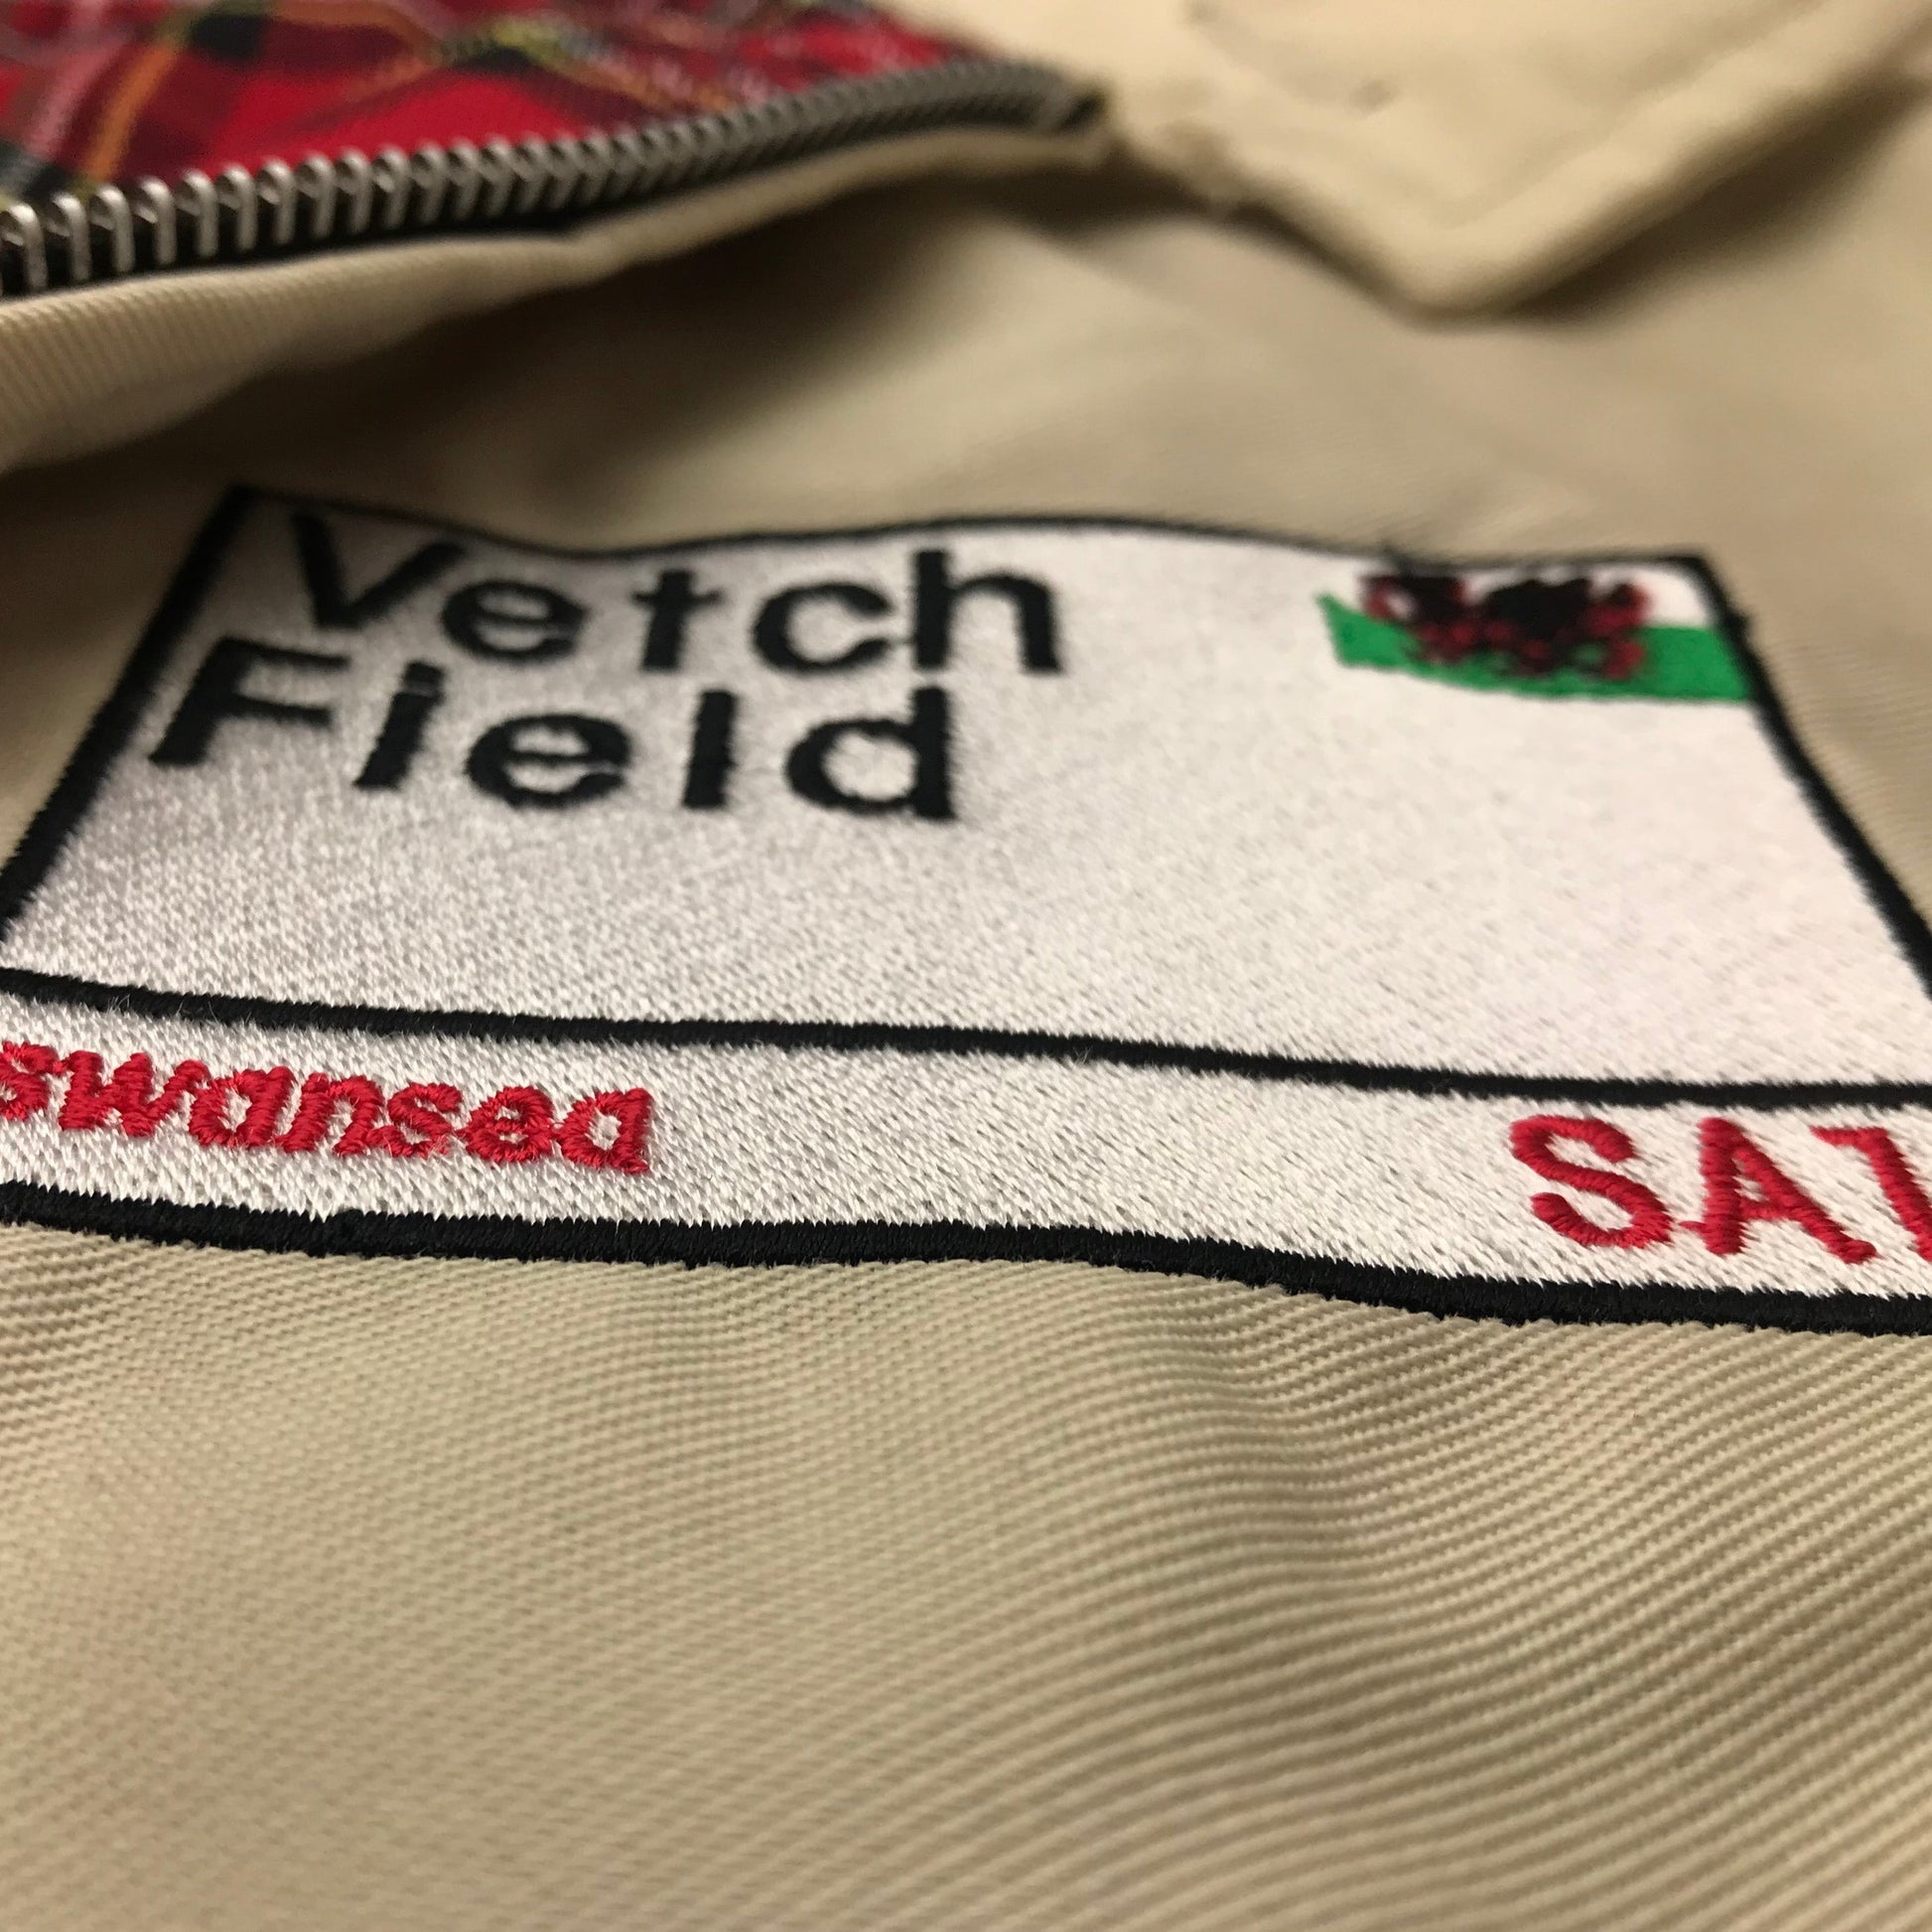 Vetch
Field
swansea
SA1